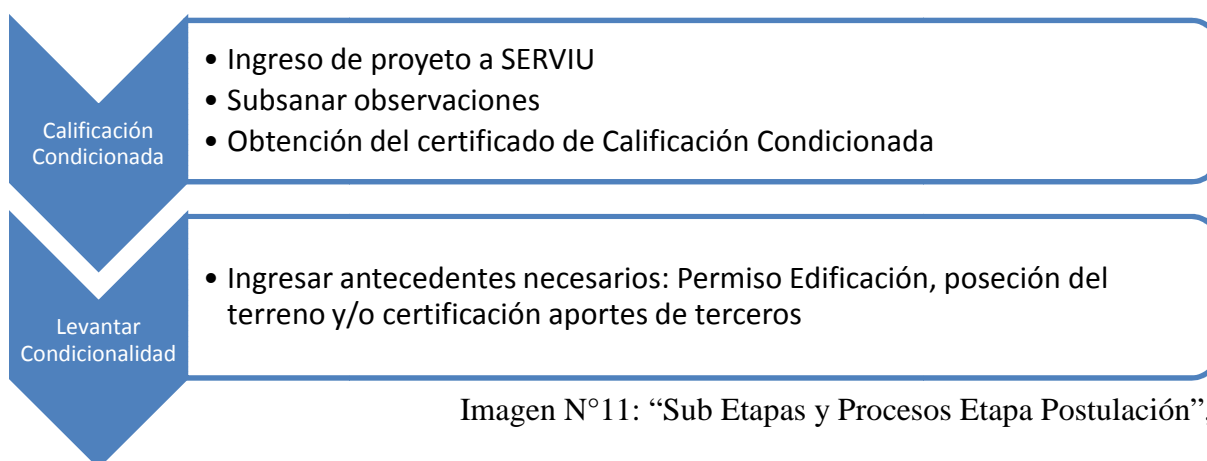 Calificación
Condicionada
• Ingreso de proyeto a SERVIU
• Subsanar observaciones
• Obtención del certificado de Calificación Condicionada
Levantar
Condicionalidad
• Ingresar antecedentes necesarios: Permiso Edificación, poseción del
terreno y/o certificación aportes de terceros
Imagen N°11: “Sub Etapas y Procesos Etapa Postulación”.